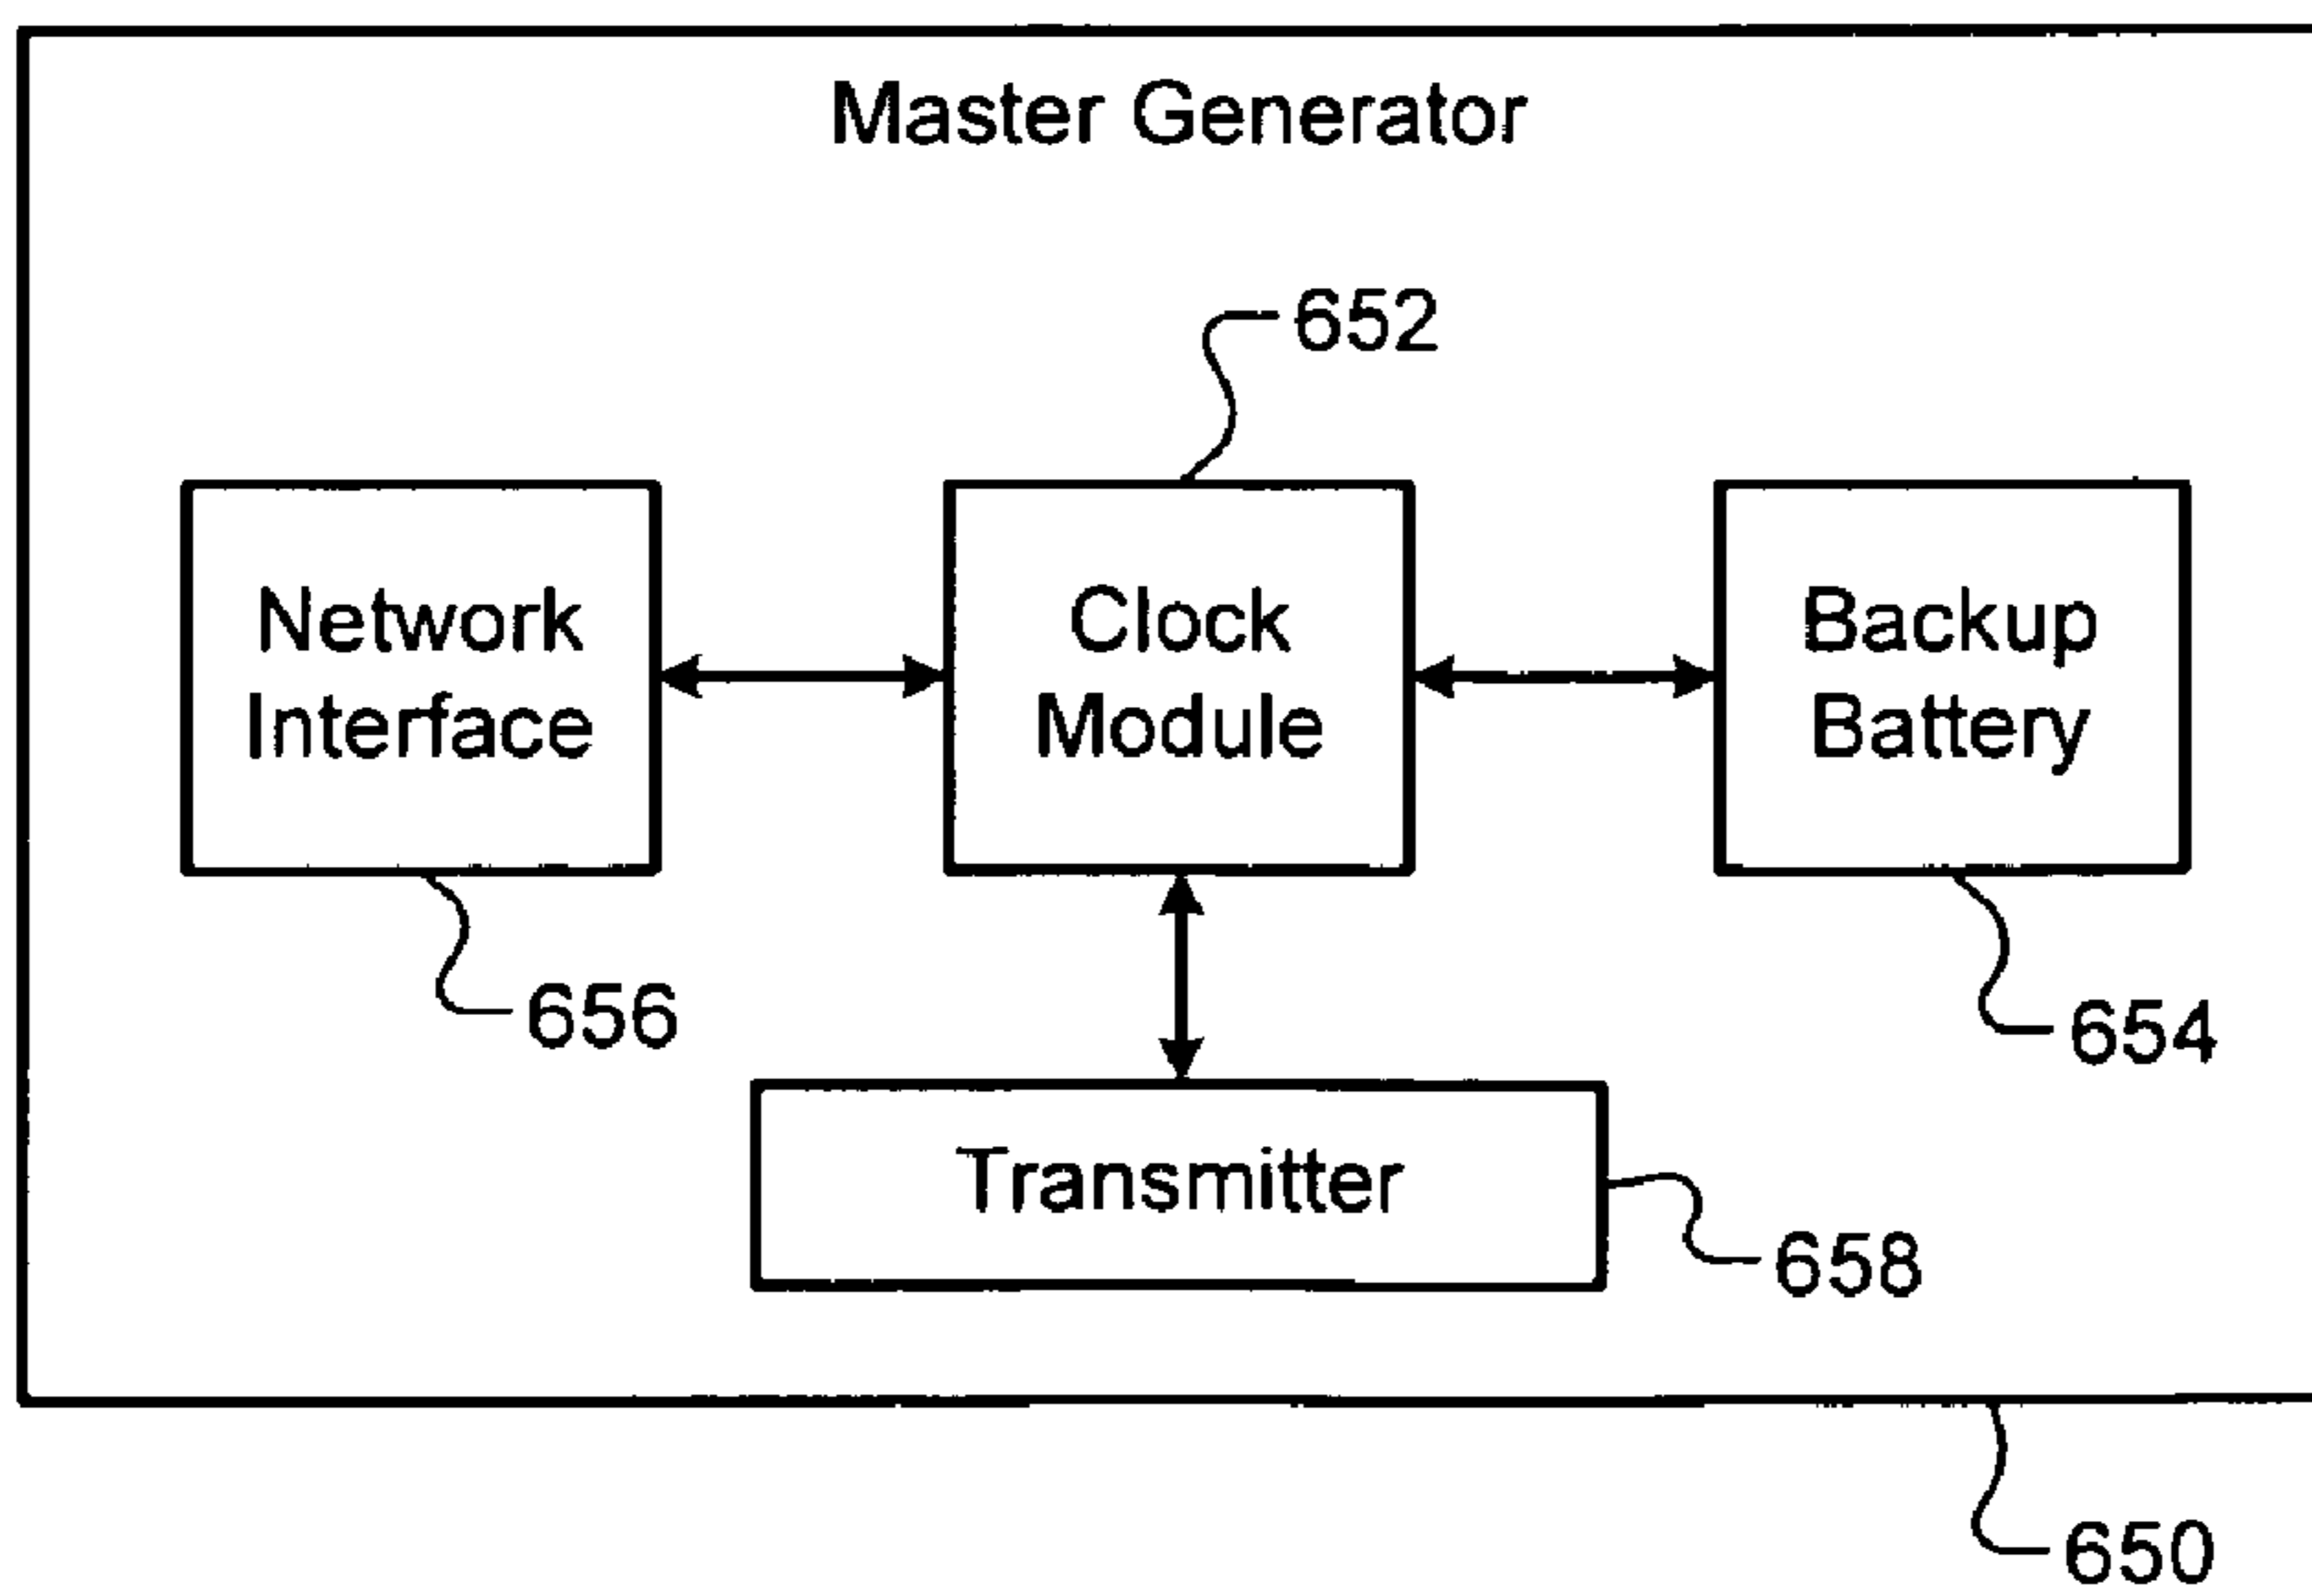 Master Generator
652
Network
Interface
Clock
Module
Backup
Battery
656
654
Transmitter
658
650